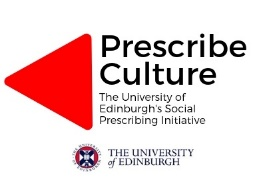 Prescribe
Culture
The University of
Edinburgh's Social
Prescribing Initiative
THE UNIVERSITY
of EDINBURGH